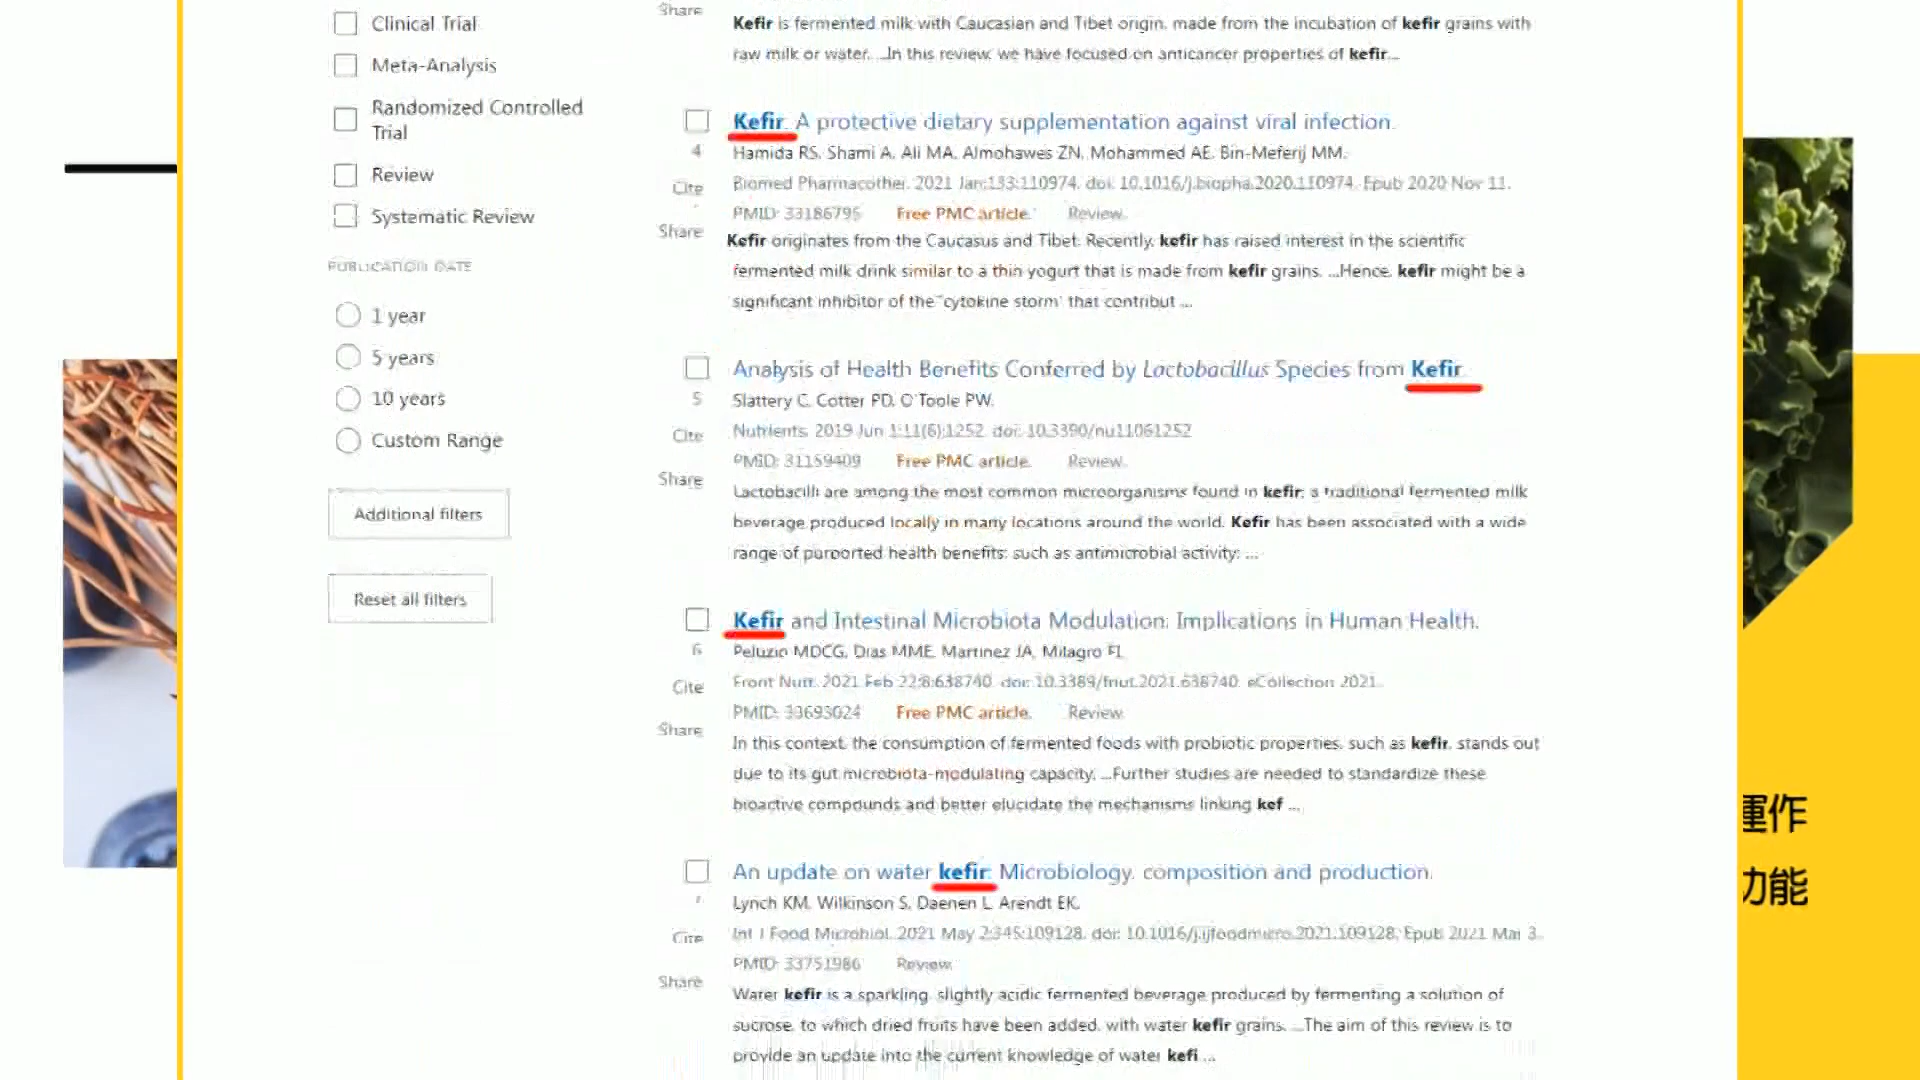 Clinical Trial
Meta-Analysis
Randomized Controlled
Trial
Review
Systematic Review
PUBLICATION DATE
1 year
5 years
10 years
Custom Range
Additional filters
Reset all filters
Share
Kefir is fermented milk with Caucasian and Tibet origin, made from the incubation of kefir grains with
raw milk or water. ...In this review, we have focused on anticancer properties of kefir...
Kefir: A protective dietary supplementation against viral infection.
4
Hamida RS, Shami A, Ali MA, Almohawes ZN, Mohammed AE, Bin-Meferij MM.
Cite
Biomed Pharmacother. 2021 Jan;133:110974. doi: 10.1016/j.biopha.2020.110974. Epub 2020 Nov 11.
PMID: 33186795 Free PMC article. Review.
Share
Kefir originates from the Caucasus and Tibet. Recently, kefir has raised interest in the scientific
fermented milk drink similar to a thin yogurt that is made from kefir grains. ...Hence, kefir might be a
significant inhibitor of the 'cytokine storm' that contribut ...
Analysis of Health Benefits Conferred by Lactobacillus Species from Kefir.
5
Slattery C, Cotter PD, O'Toole PW.
Cite
Nutrients. 2019 Jun 1;11(6):1252. doi: 10.3390/nu11061252
PMID: 31159409 Free PMC article. Review.
Share
Lactobacilli are among the most common microorganisms found in kefir; a traditional fermented milk
beverage produced locally in many locations around the world. Kefir has been associated with a wide
range of purported health benefits; such as antimicrobial activity; ...
Kefir and Intestinal Microbiota Modulation: Implications in Human Health.
6
Peluzio MDCG, Dias MME, Martinez JA, Milagro FI.
Cite
Front Nutr. 2021 Feb 22;8:638740. doi: 10.3389/fnut.2021.638740. eCollection 2021.
PMID: 33693024 Free PMC article. Review.
Share
In this context, the consumption of fermented foods with probiotic properties, such as kefir, stands out
due to its gut microbiota-modulating capacity. ...Further studies are needed to standardize these
bioactive compounds and better elucidate the mechanisms linking kef ...
An update on water kefir: Microbiology, composition and production.
7
Lynch KM, Wilkinson S, Daenen L, Arendt EK.
Cite
Int J Food Microbiol. 2021 May 2;345:109128. doi: 10.1016/j.ijfoodmicro.2021.109128. Epub 2021 Mar 3.
PMID: 33751986 Review.
Share
Water kefir is a sparkling, slightly acidic fermented beverage produced by fermenting a solution of
sucrose, to which dried fruits have been added, with water kefir grains. ...The aim of this review is to
provide an update into the current knowledge of water kefi ...
運作
功能